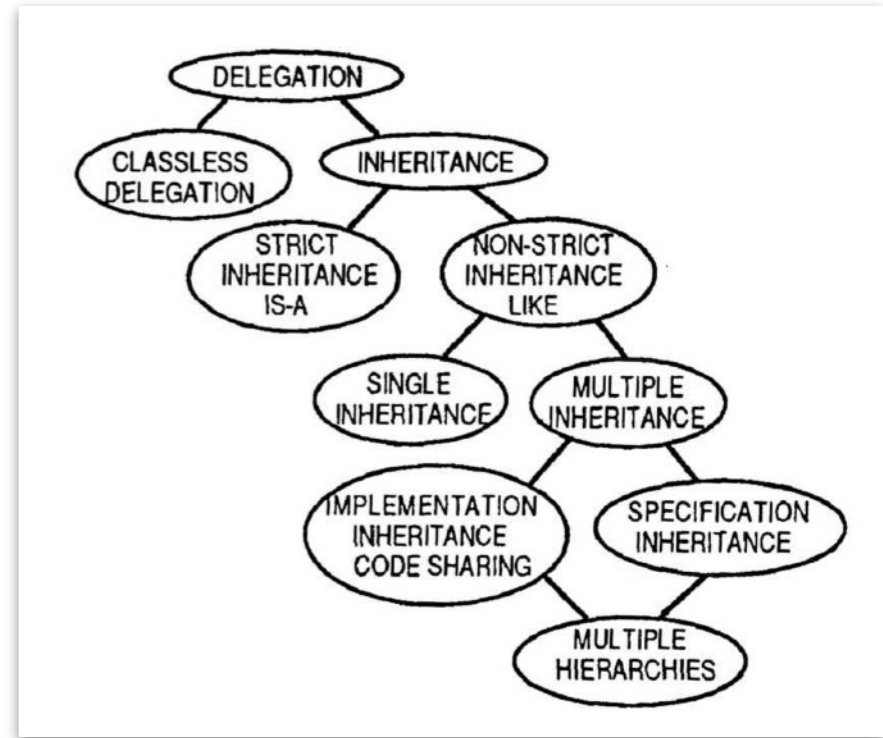 DELEGATION
CLASSLESS
DELEGATION
INHERITANCE
STRICT
INHERITANCE
IS-A
NON-STRICT
INHERITANCE
LIKE
SINGLE
INHERITANCE
MULTIPLE
INHERITANCE
IMPLEMENTATION
INHERITANCE
CODE SHARING
SPECIFICATION
INHERITANCE
MULTIPLE
HIERARCHIES